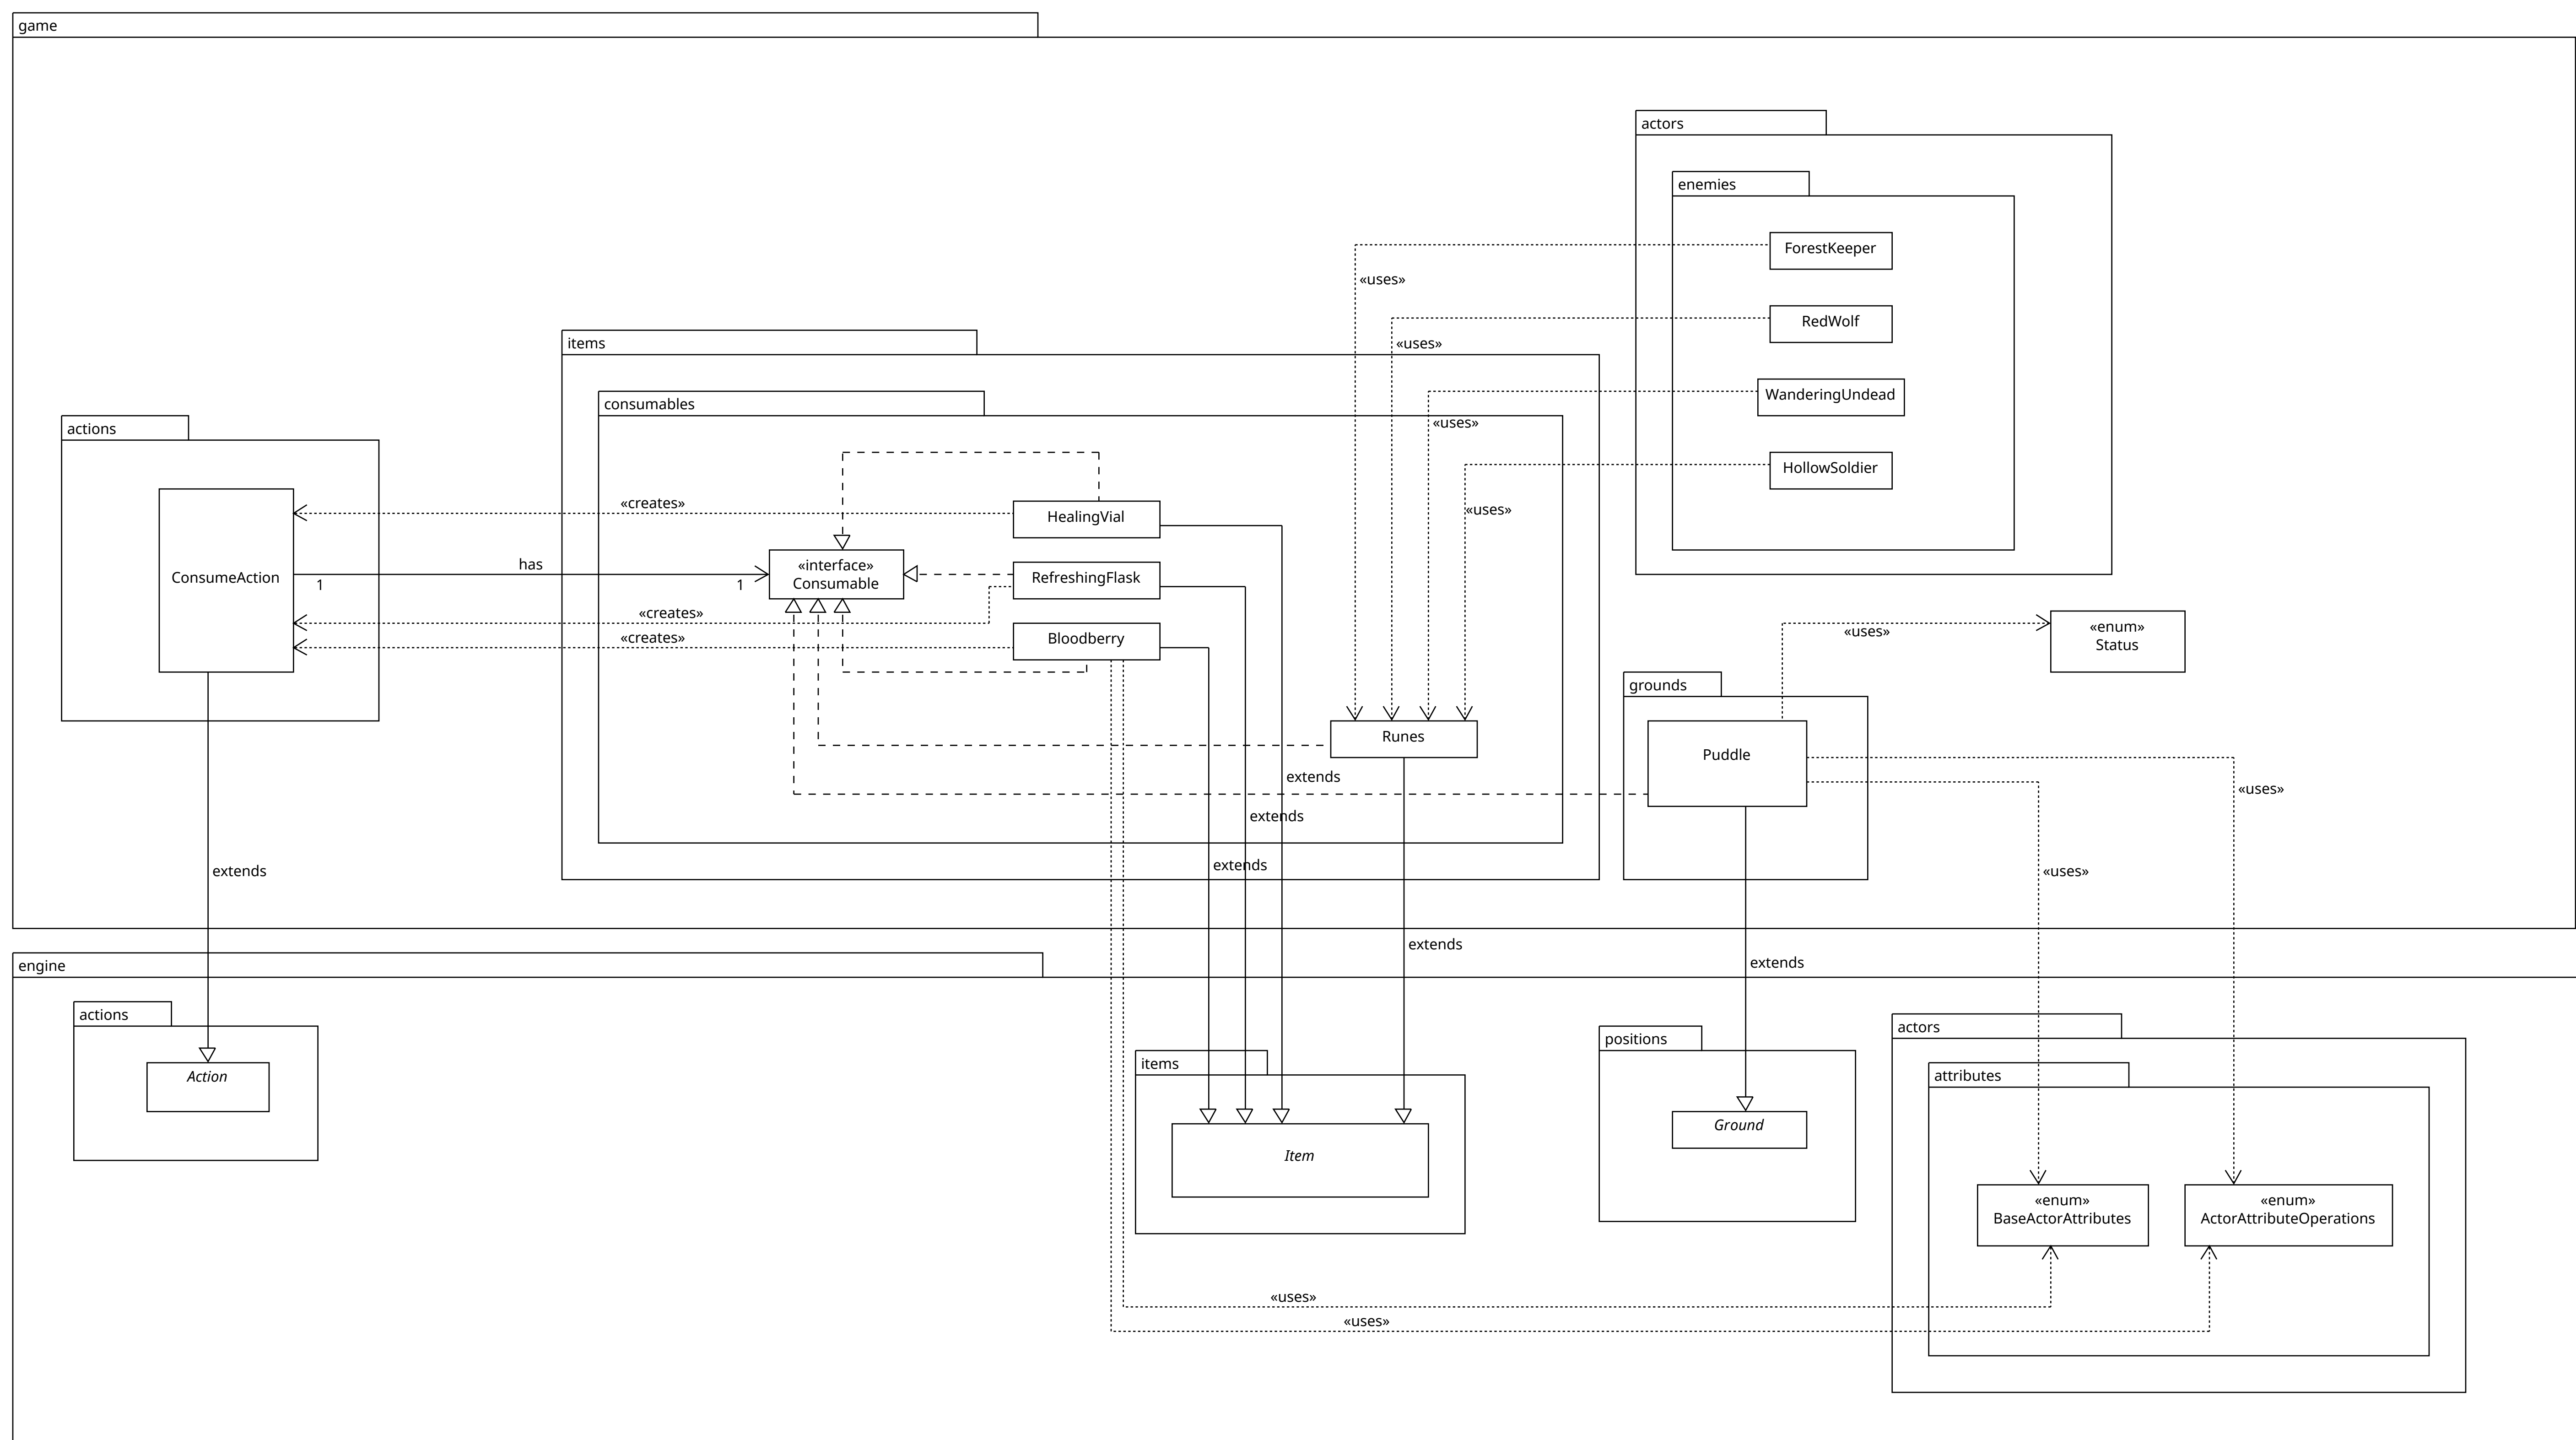 game
actors
enemies
ForestKeeper
«uses»
RedWolf
«uses»
items
WanderingUndead
consumables
«uses»
actions
HollowSoldier
«creates»
HealingVial
«uses»
has
«interface»
Consumable
RefreshingFlask
ConsumeAction
1
1
«creates»
«creates»
Bloodberry
«uses»
«enum»
Status
grounds
Runes
Puddle
extends
«uses»
extends
extends
extends
«uses»
extends
extends
engine
actions
Action
items
Item
positions
Ground
actors
attributes
«enum»
BaseActorAttributes
«enum»
ActorAttributeOperations
«uses»
«uses»